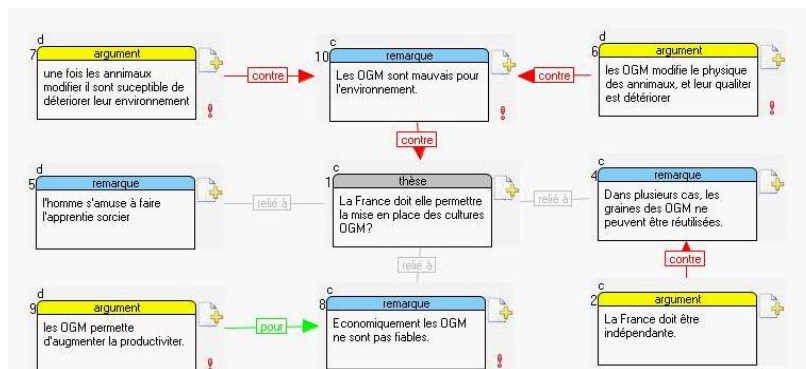 d
7
argument
une fois les annimaux
modifier il sont suceptible de
déteriorer leur environnement
contre
c
10
remarque
Les OGM sont mauvais pour
l'environnement.
contre
d
6
argument
les OGM modifie le physique
des annimaux, et leur qualiter
est détériorer
contre
d
5
remarque
l'homme s'amuse à faire
l'apprentie sorcier
relié à
c
1
thèse
La France doit elle permettre
la mise en place des cultures
OGM?
relié à
c
4
remarque
Dans plusieurs cas, les
graines des OGM ne
peuvent être réutilisées.
relié à
contre
d
9
argument
les OGM permette
d'augmenter la productiviter.
pour
c
8
remarque
Economiquement les OGM
ne sont pas fiables.
c
2
argument
La France doit être
indépendante.